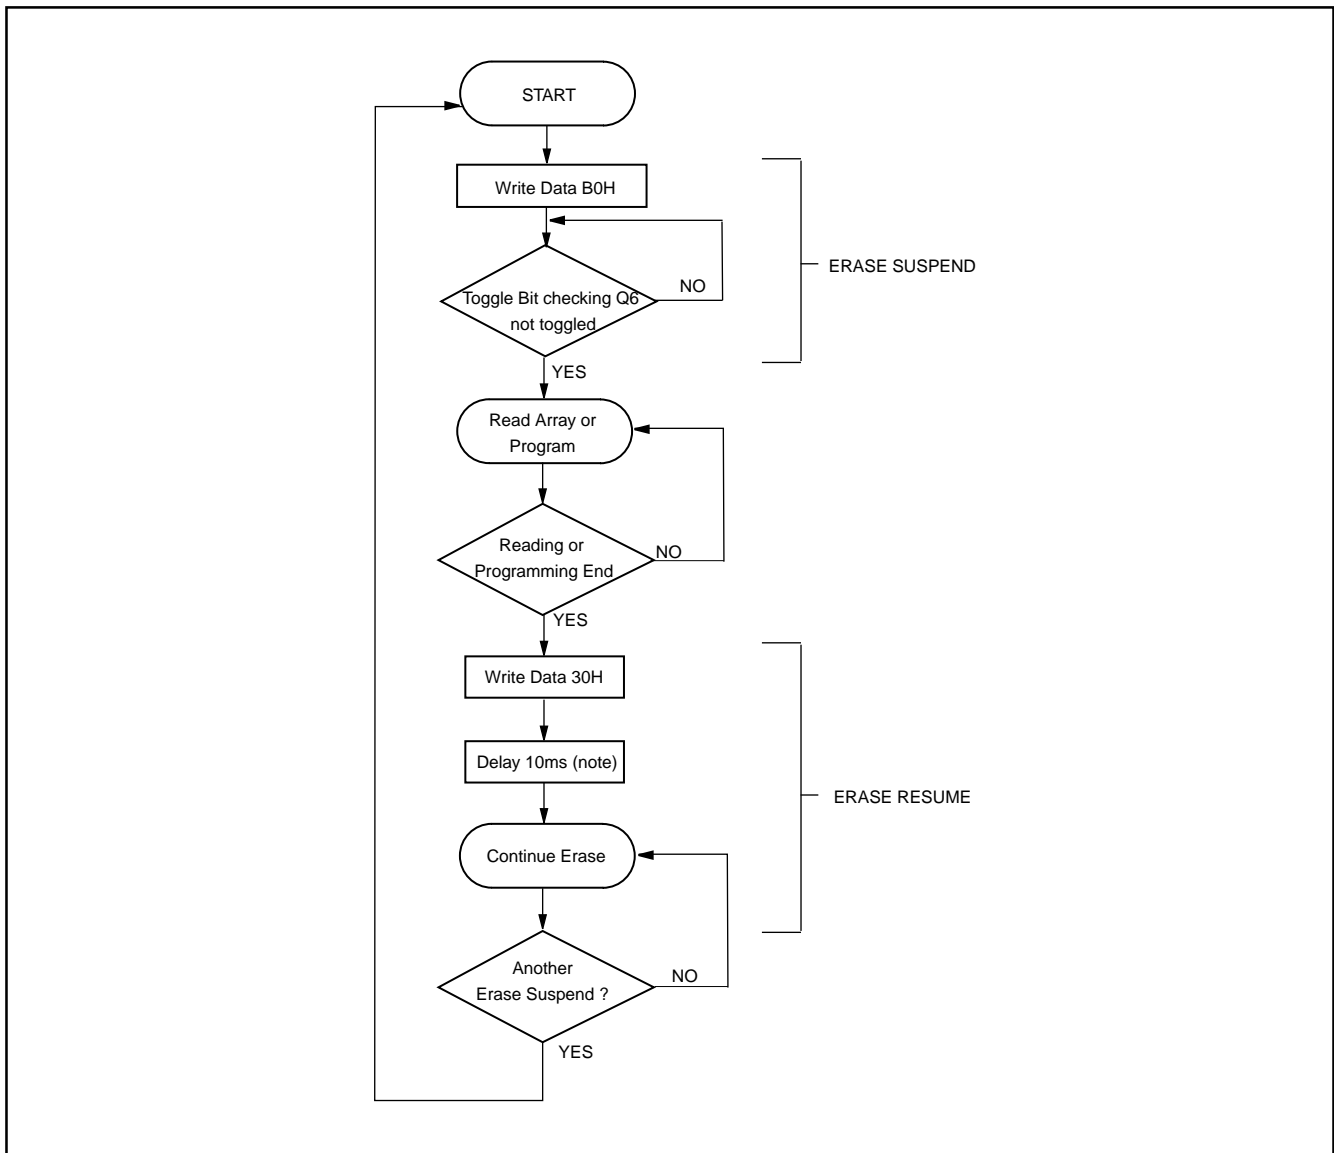 START
Write Data B0H
ERASE SUSPEND
NO
Toggle Bit checking Q6
not toggled
YES
Read Array or
Program
Reading or
NO
Programming End
YES
Write Data 30H
Delay 10ms (note)
ERASE RESUME
Continue Erase
Another
NO
Erase Suspend ?
YES